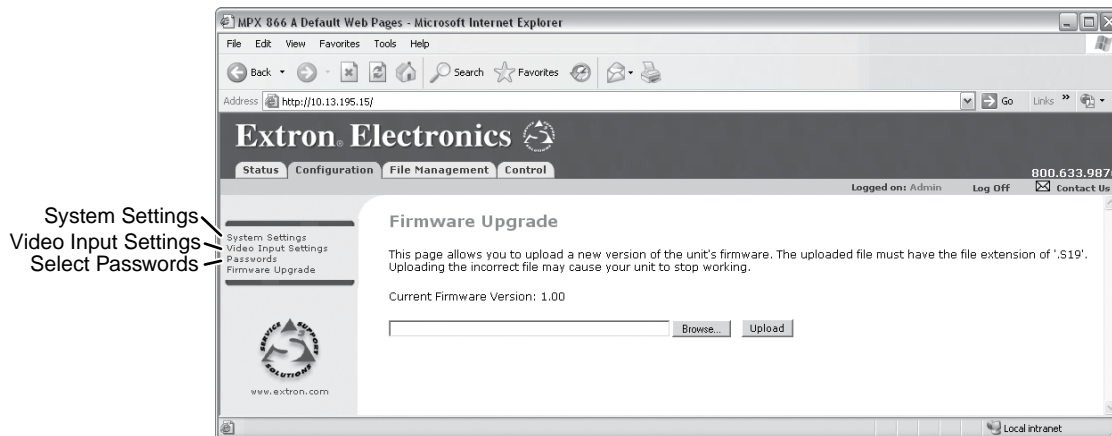 MPX 866 A Default Web Pages - Microsoft Internet Explorer
File Edit View Favorites Tools Help
Back Search Favorites
Address http://10.13.195.15/ Go Links »
Extron® Electronics
Status Configuration File Management Control
800.633.987
Logged on: Admin Log Off Contact Us
System Settings
Video Input Settings
Select Passwords
System Settings
Video Input Settings
Passwords
Firmware Upgrade
Firmware Upgrade
This page allows you to upload a new version of the unit's firmware. The uploaded file must have the file extension of '.S19'.
Uploading the incorrect file may cause your unit to stop working.
Current Firmware Version: 1.00
Browse... Upload
SERVICE SUPPORT SOLUTIONS
www.extron.com
Local intranet